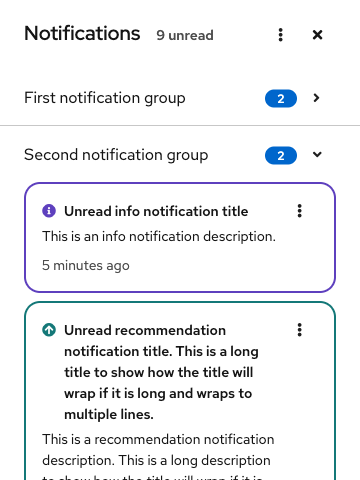 Notifications 9 unread
First notification group 2
Second notification group 2
Unread info notification title
This is an info notification description.
5 minutes ago
Unread recommendation
notification title. This is a long
title to show how the title will
wrap if it is long and wraps to
multiple lines.
This is a recommendation notification
description. This is a long description
to show how the title will wrap if it is